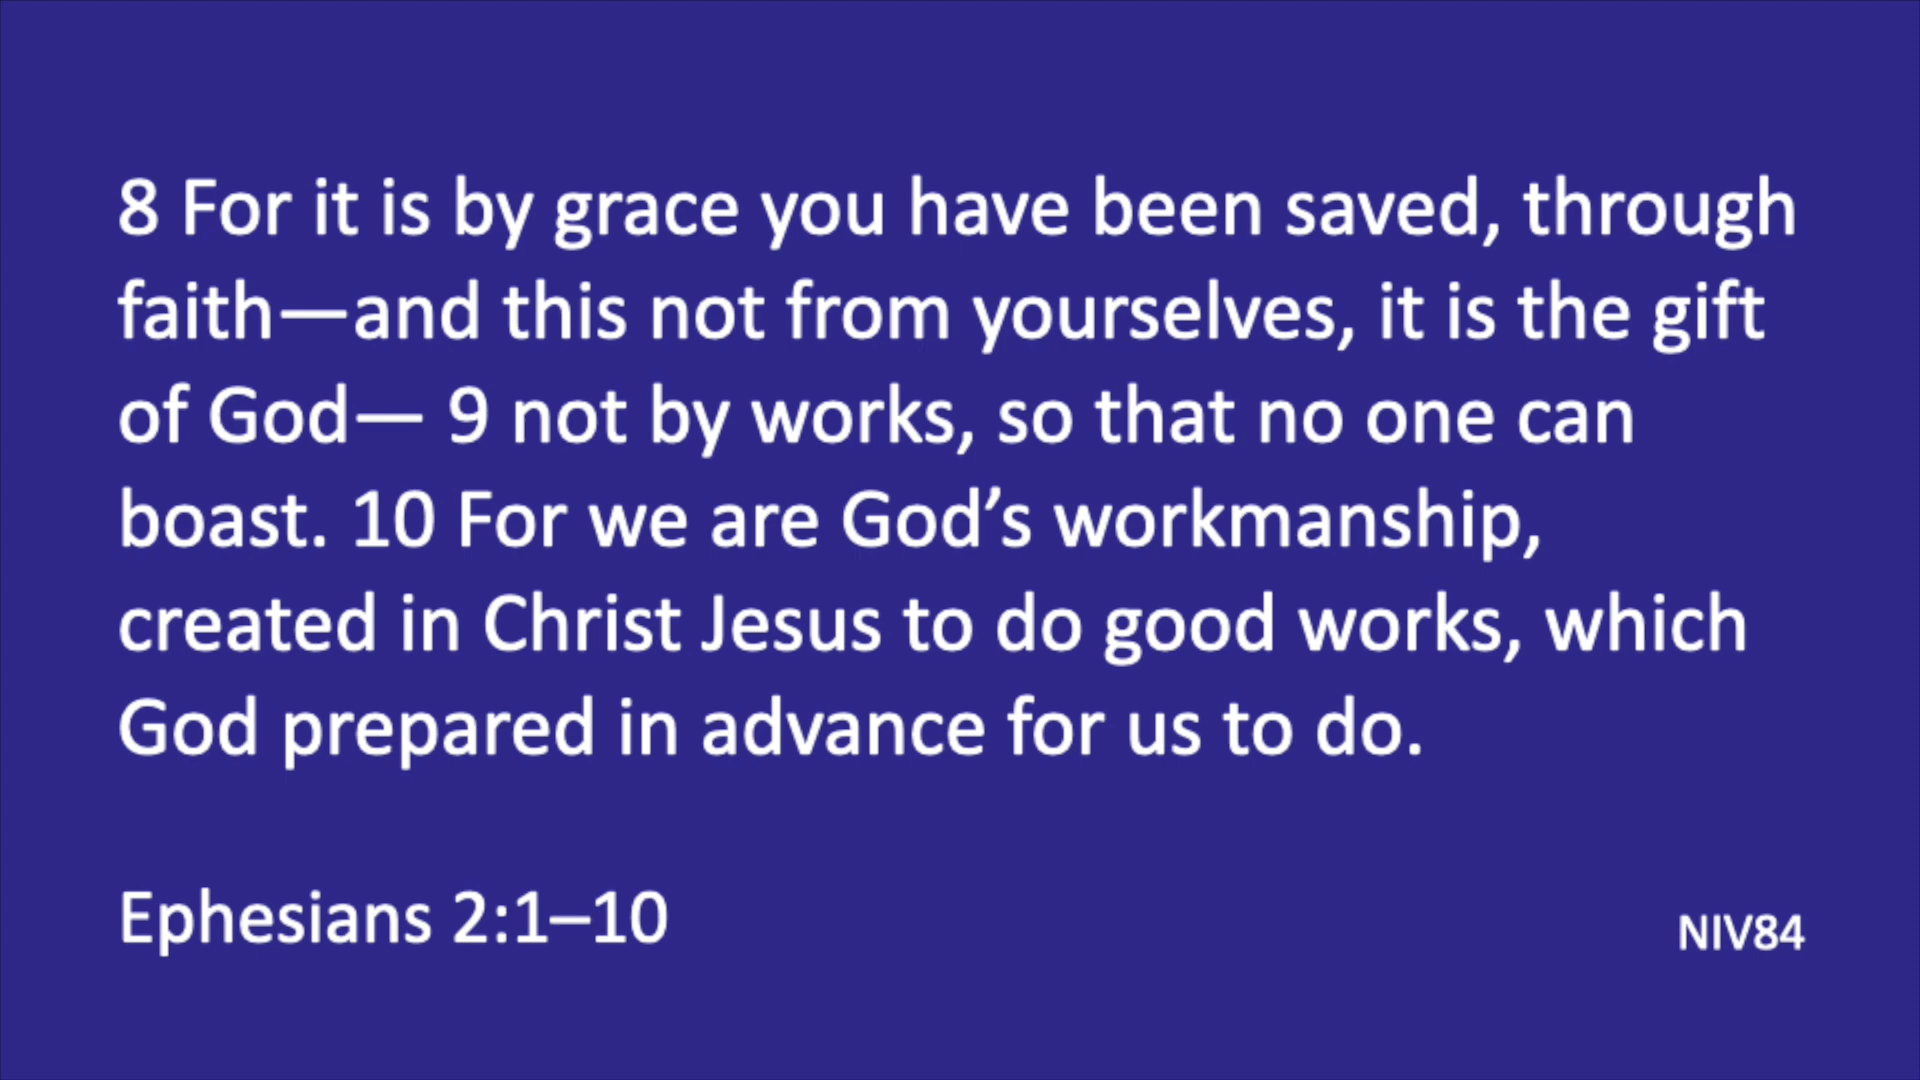 8 For it is by grace you have been saved, through
faith—and this not from yourselves, it is the gift
of God— 9 not by works, so that no one can
boast. 10 For we are God’s workmanship,
created in Christ Jesus to do good works, which
God prepared in advance for us to do.
Ephesians 2:1–10
NIV84